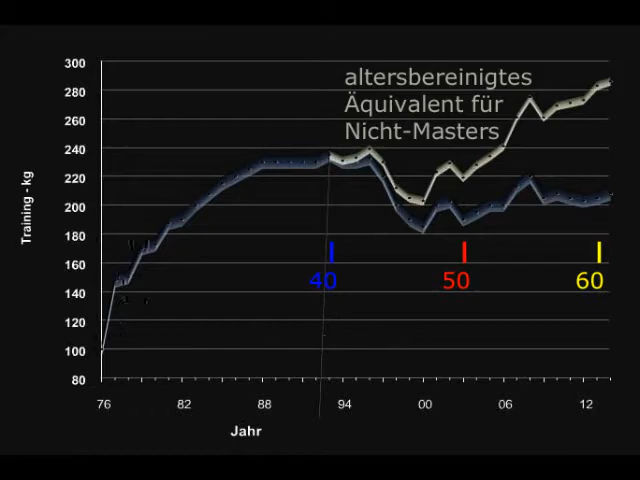 300
280
260
240
220
200
180
160
140
120
100
80
Training - kg
altersbereinigtes
Äquivalent für
Nicht-Masters
40
50
60
76 82 88 94 00 06 12
Jahr